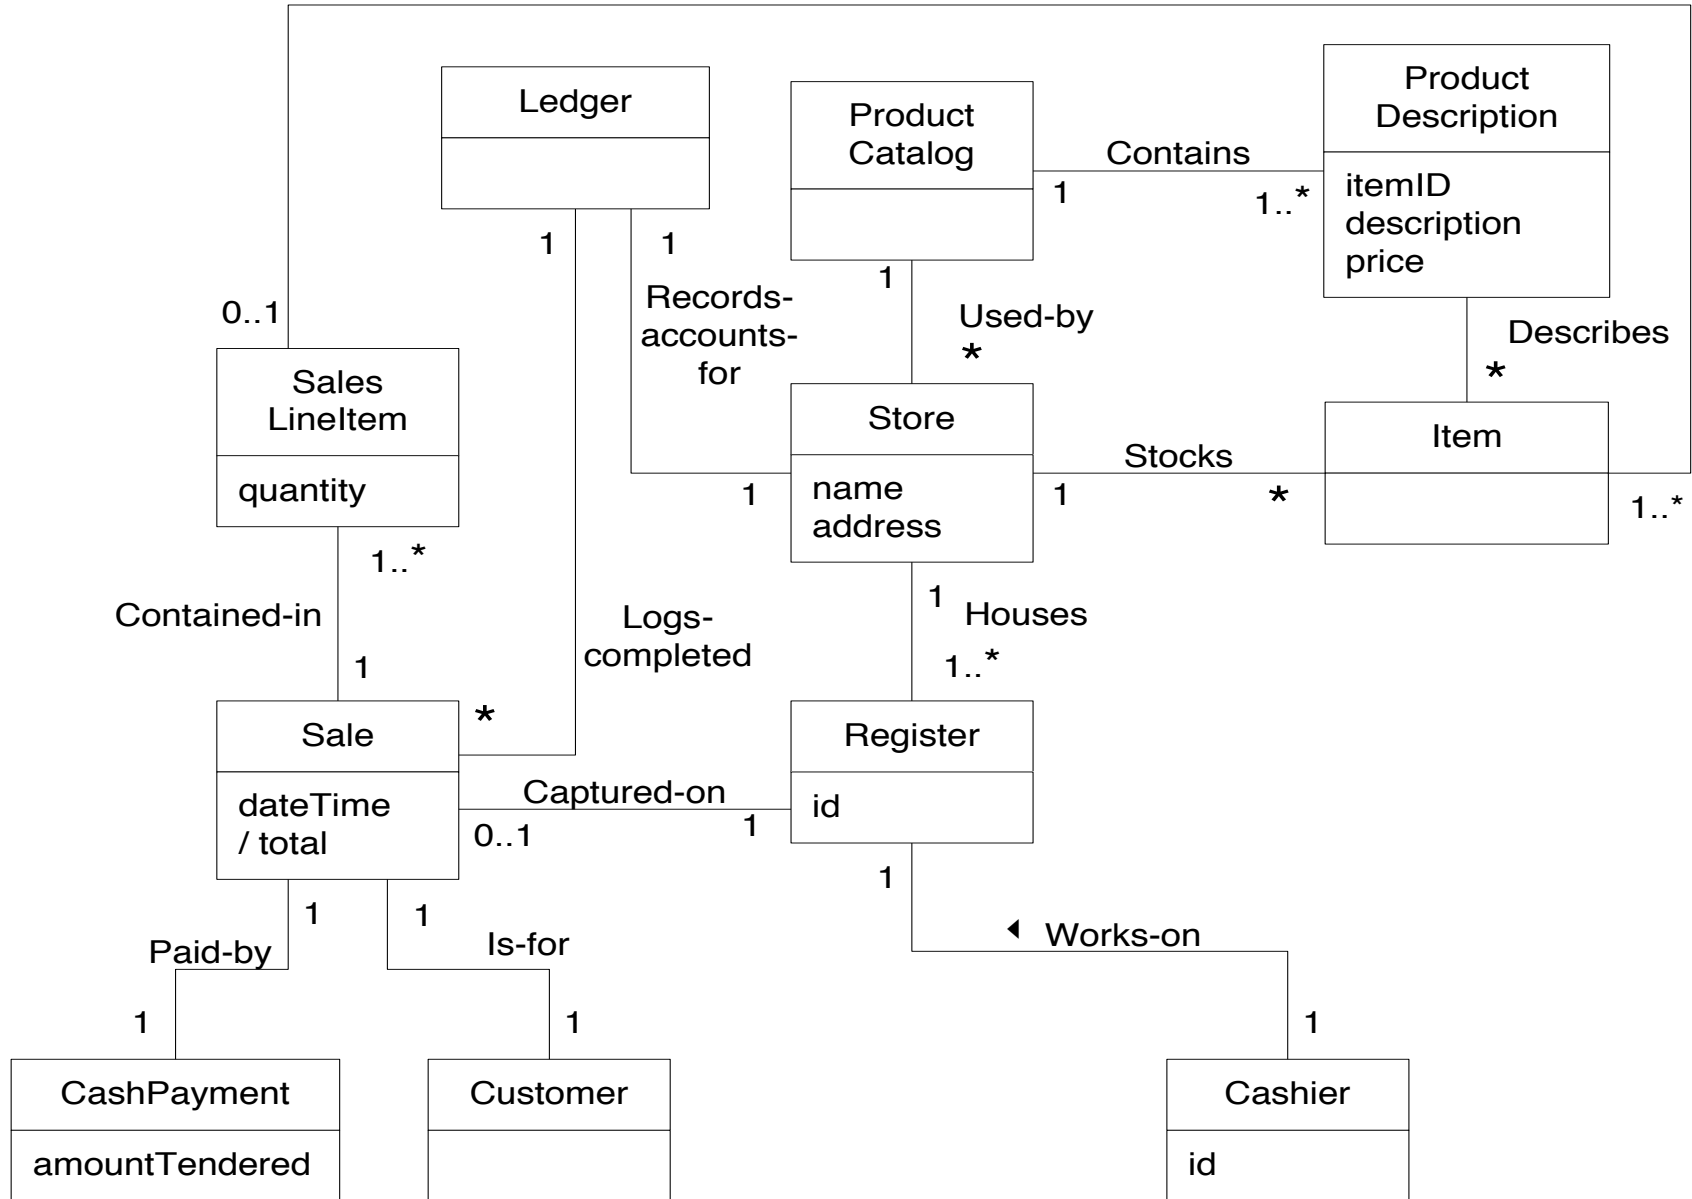 Ledger
Product
Catalog
Product
Description
Contains
1
1..*
itemID
description
price
1
1
1
0..1
Records-
accounts-
for
Used-by
*
Describes
*
Sales
LineItem
quantity
Store
name
address
Stocks
1
1
*
Item
1..*
1..*
Contained-in
1
Logs-
completed
1
Houses
1..*
*
Sale
dateTime
/ total
Captured-on
0..1
1
Register
id
1
1
1
Paid-by
Is-for
Works-on
1
1
1
CashPayment
amountTendered
Customer
Cashier
id